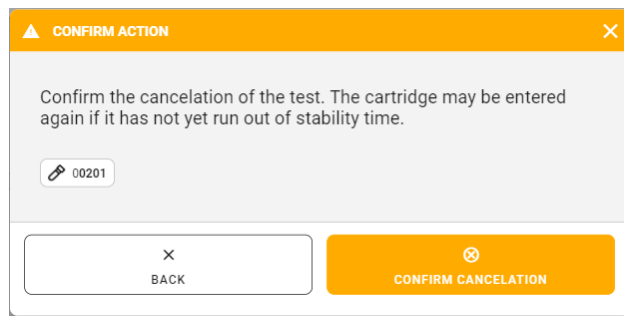 CONFIRM ACTION
Confirm the cancelation of the test. The cartridge may be entered
again if it has not yet run out of stability time.
00201
BACK
CONFIRM CANCELATION